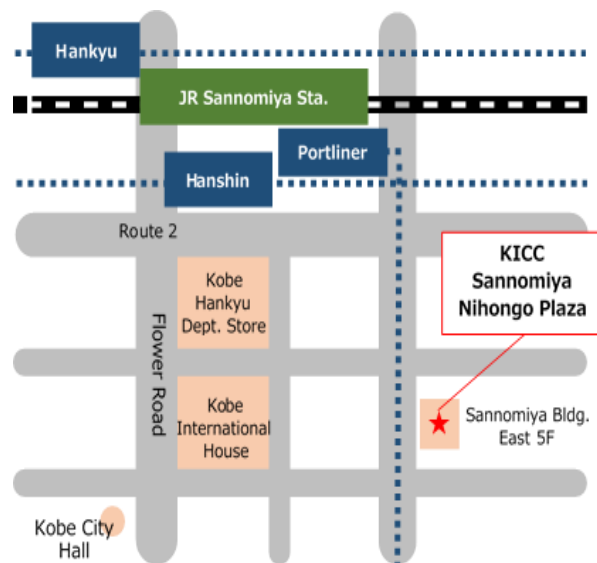 Hankyu
JR Sannomiya Sta.
Portliner
Hanshin
Route 2
KICC
Sannomiya
Nihongo Plaza
Kobe
Hankyu
Dept. Store
Flower Road
Kobe
International
House
Sannomiya Bldg.
East 5F
Kobe City
Hall